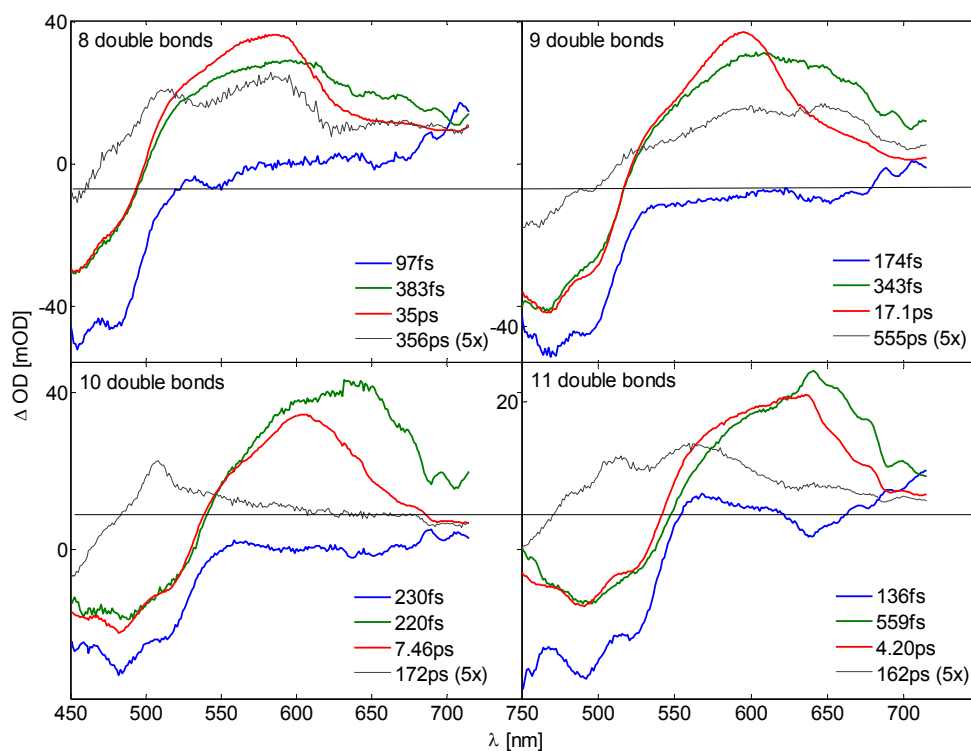 40
0
-40
Δ OD [mOD]
8 double bonds
97fs
383fs
35ps
356ps (5x)
9 double bonds
-40
174fs
343fs
17.1ps
555ps (5x)
40
0
10 double bonds
230fs
220fs
7.46ps
172ps (5x)
20
11 double bonds
136fs
559fs
4.20ps
162ps (5x)
450 500 550 600 650 700 750 500 550 600 650 700
λ [nm]